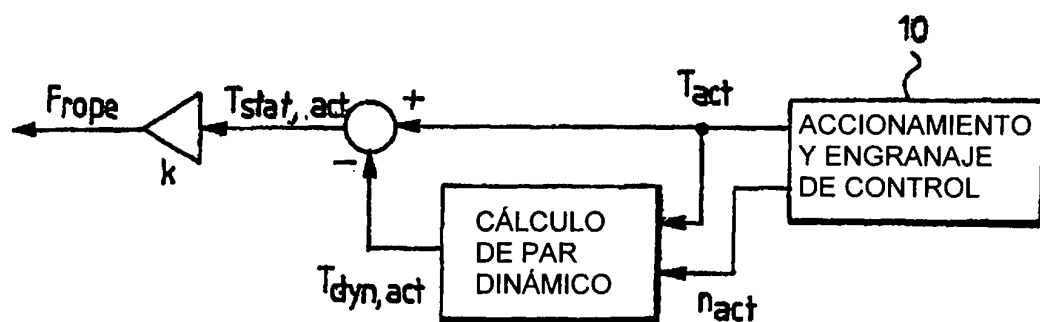 10
Frope
Tstat,.act
+
Tact
k
−
ACCIONAMIENTO
Y ENGRANAJE
DE CONTROL
CÁLCULO
DE PAR
DINÁMICO
Tdyn,act
nact